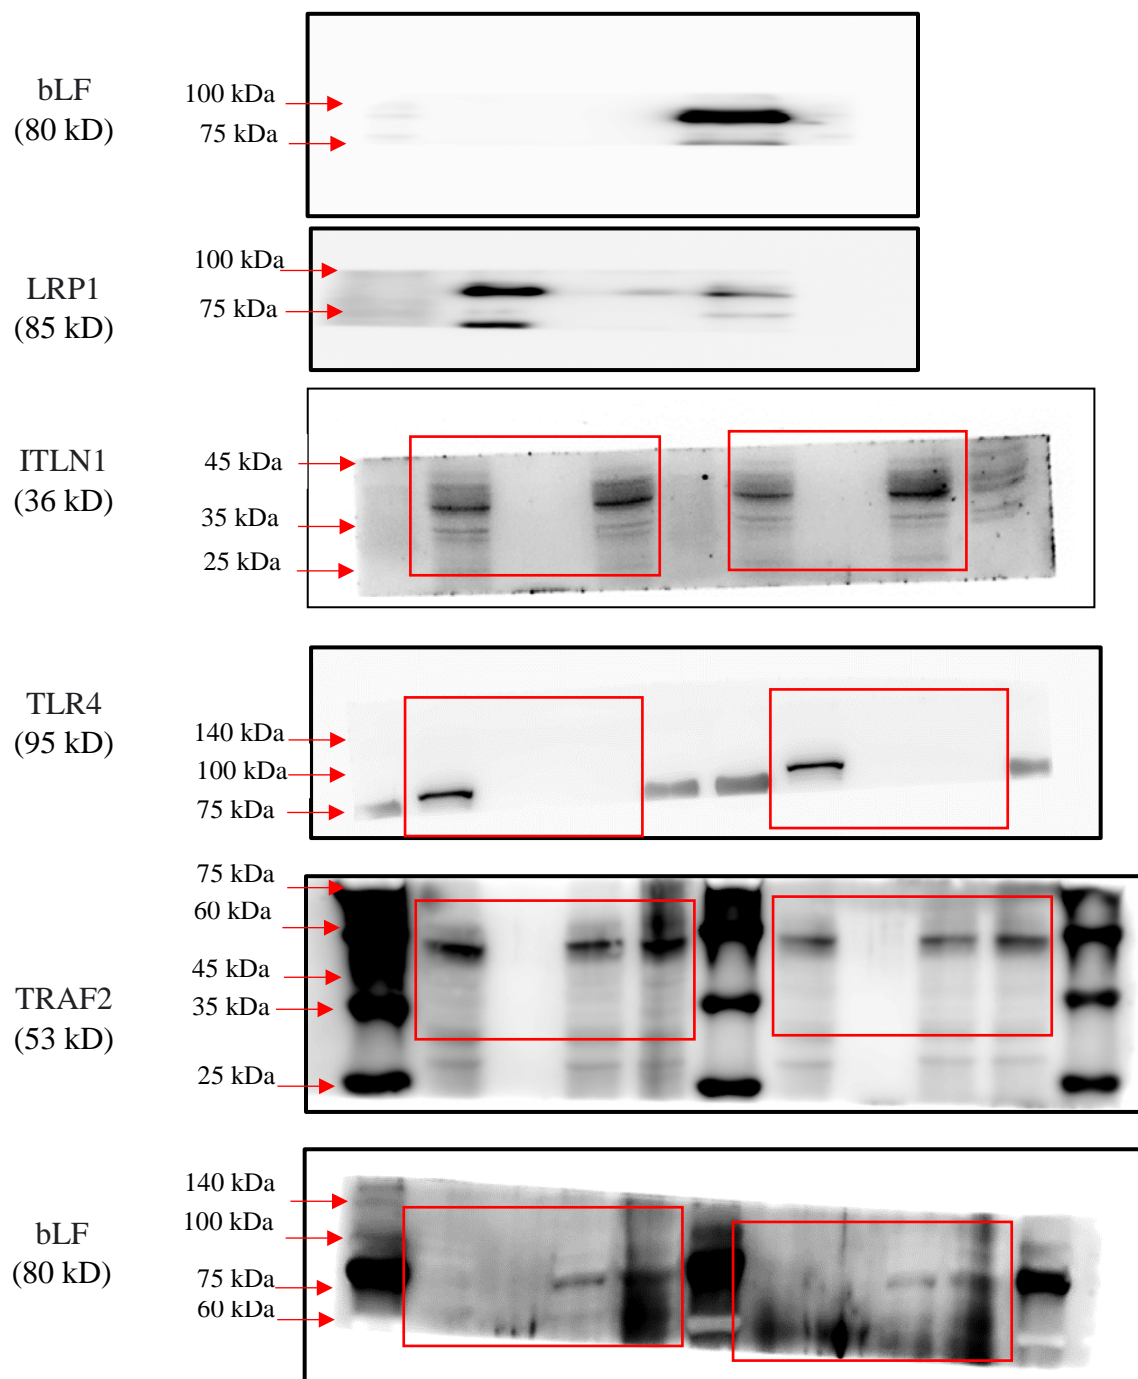 bLF
(80 kD)
100 kDa
75 kDa
LRP1
(85 kD)
100 kDa
75 kDa
ITLN1
(36 kD)
45 kDa
35 kDa
25 kDa
TLR4
(95 kD)
140 kDa
100 kDa
75 kDa
TRAF2
(53 kD)
75 kDa
60 kDa
45 kDa
35 kDa
25 kDa
bLF
(80 kD)
140 kDa
100 kDa
75 kDa
60 kDa